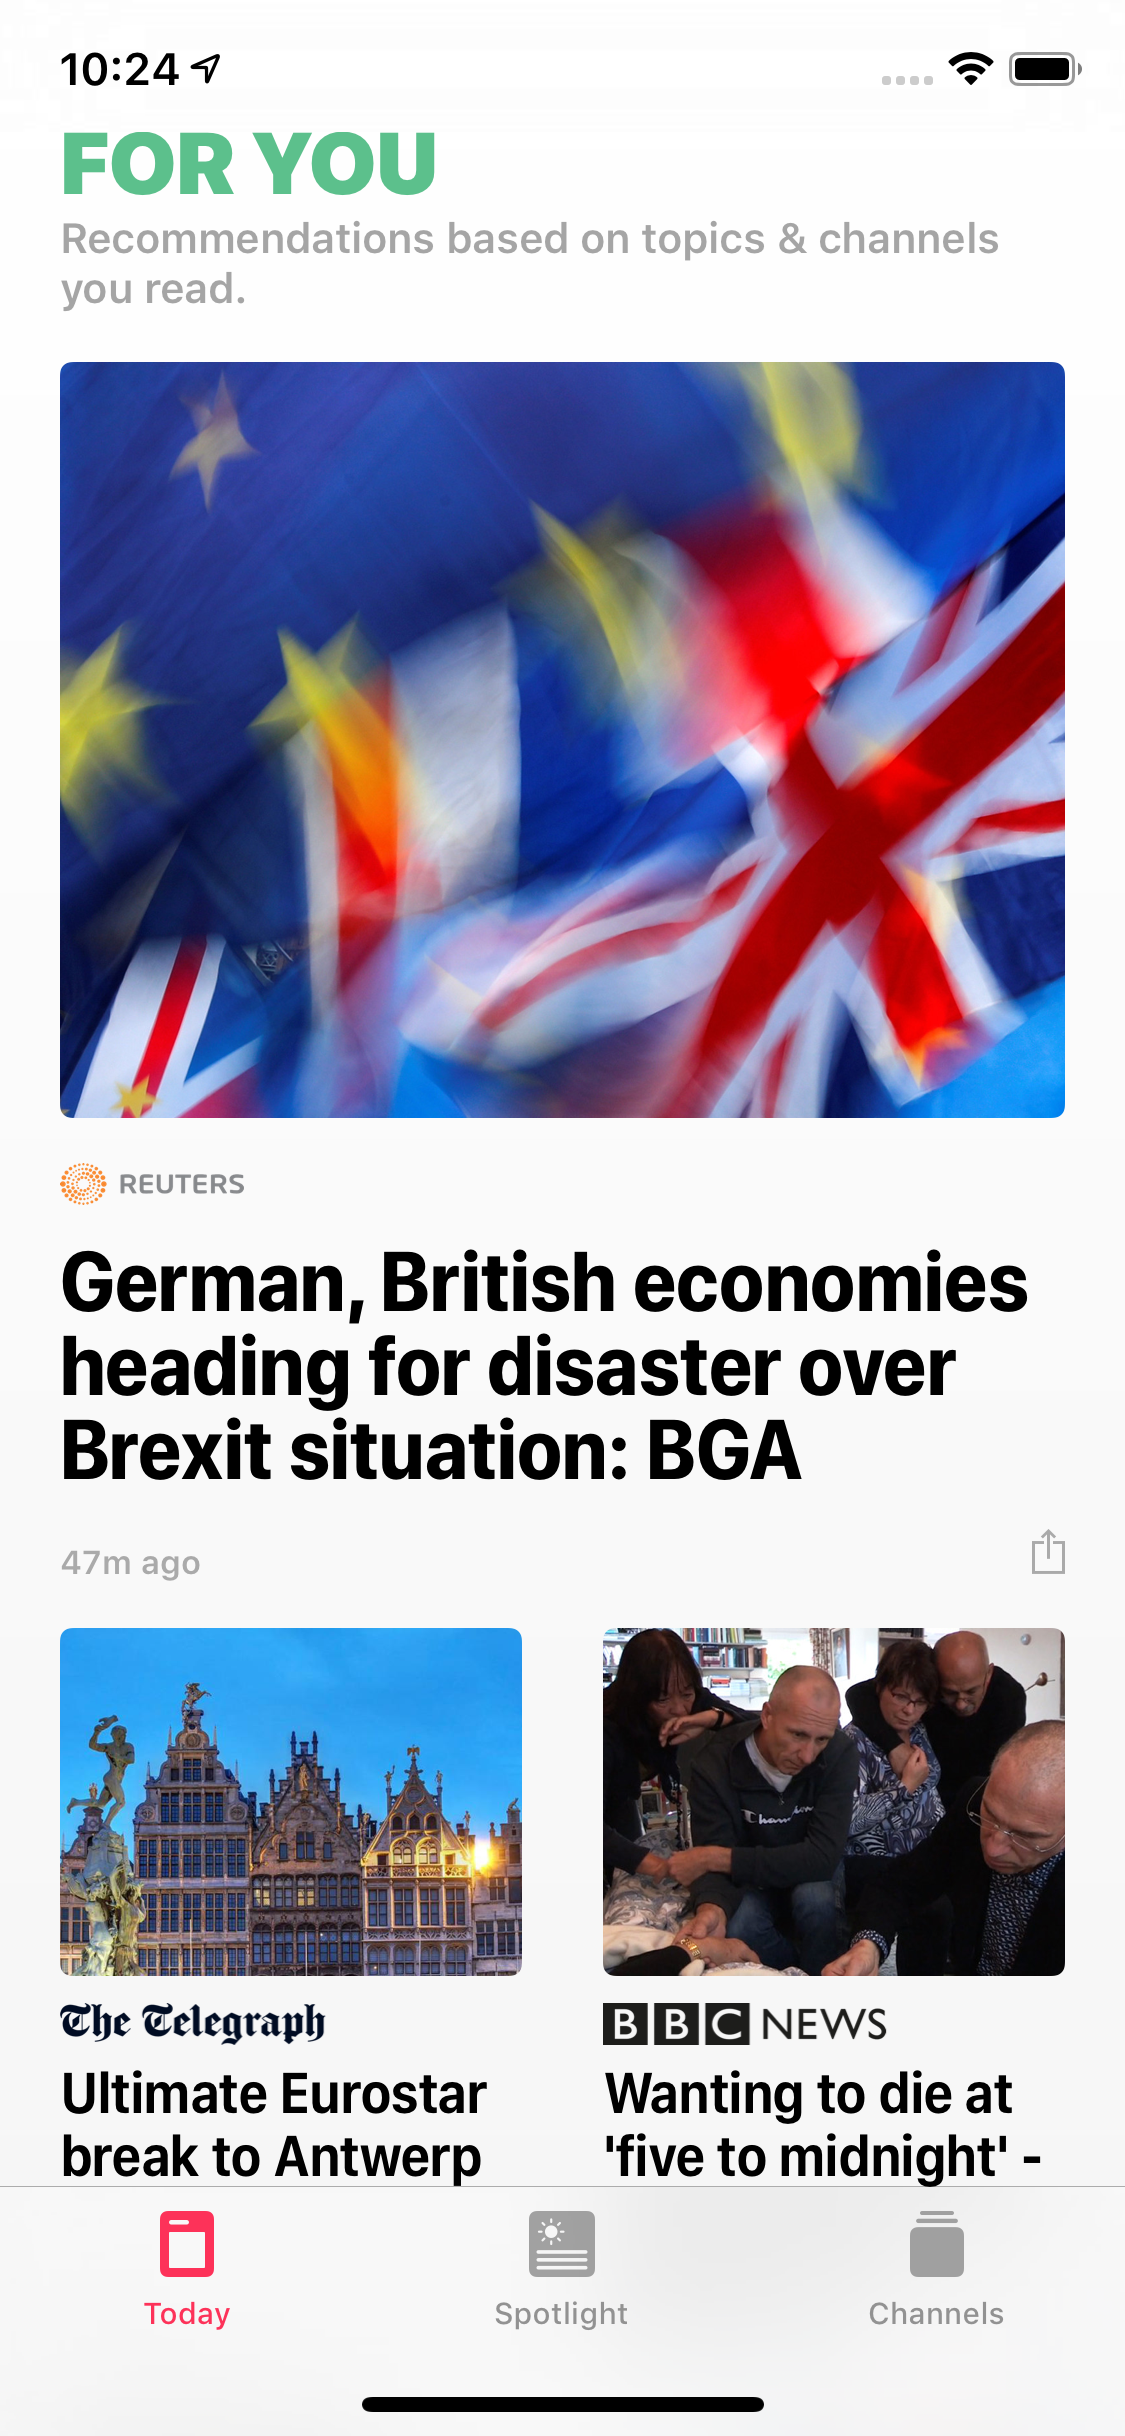 10:24
FOR YOU
Recommendations based on topics & channels
you read.
REUTERS
German, British economies
heading for disaster over
Brexit situation: BGA
47m ago
Champion
The Telegraph
Ultimate Eurostar
break to Antwerp
BBC NEWS
Wanting to die at
'five to midnight' -
Today
Spotlight
Channels